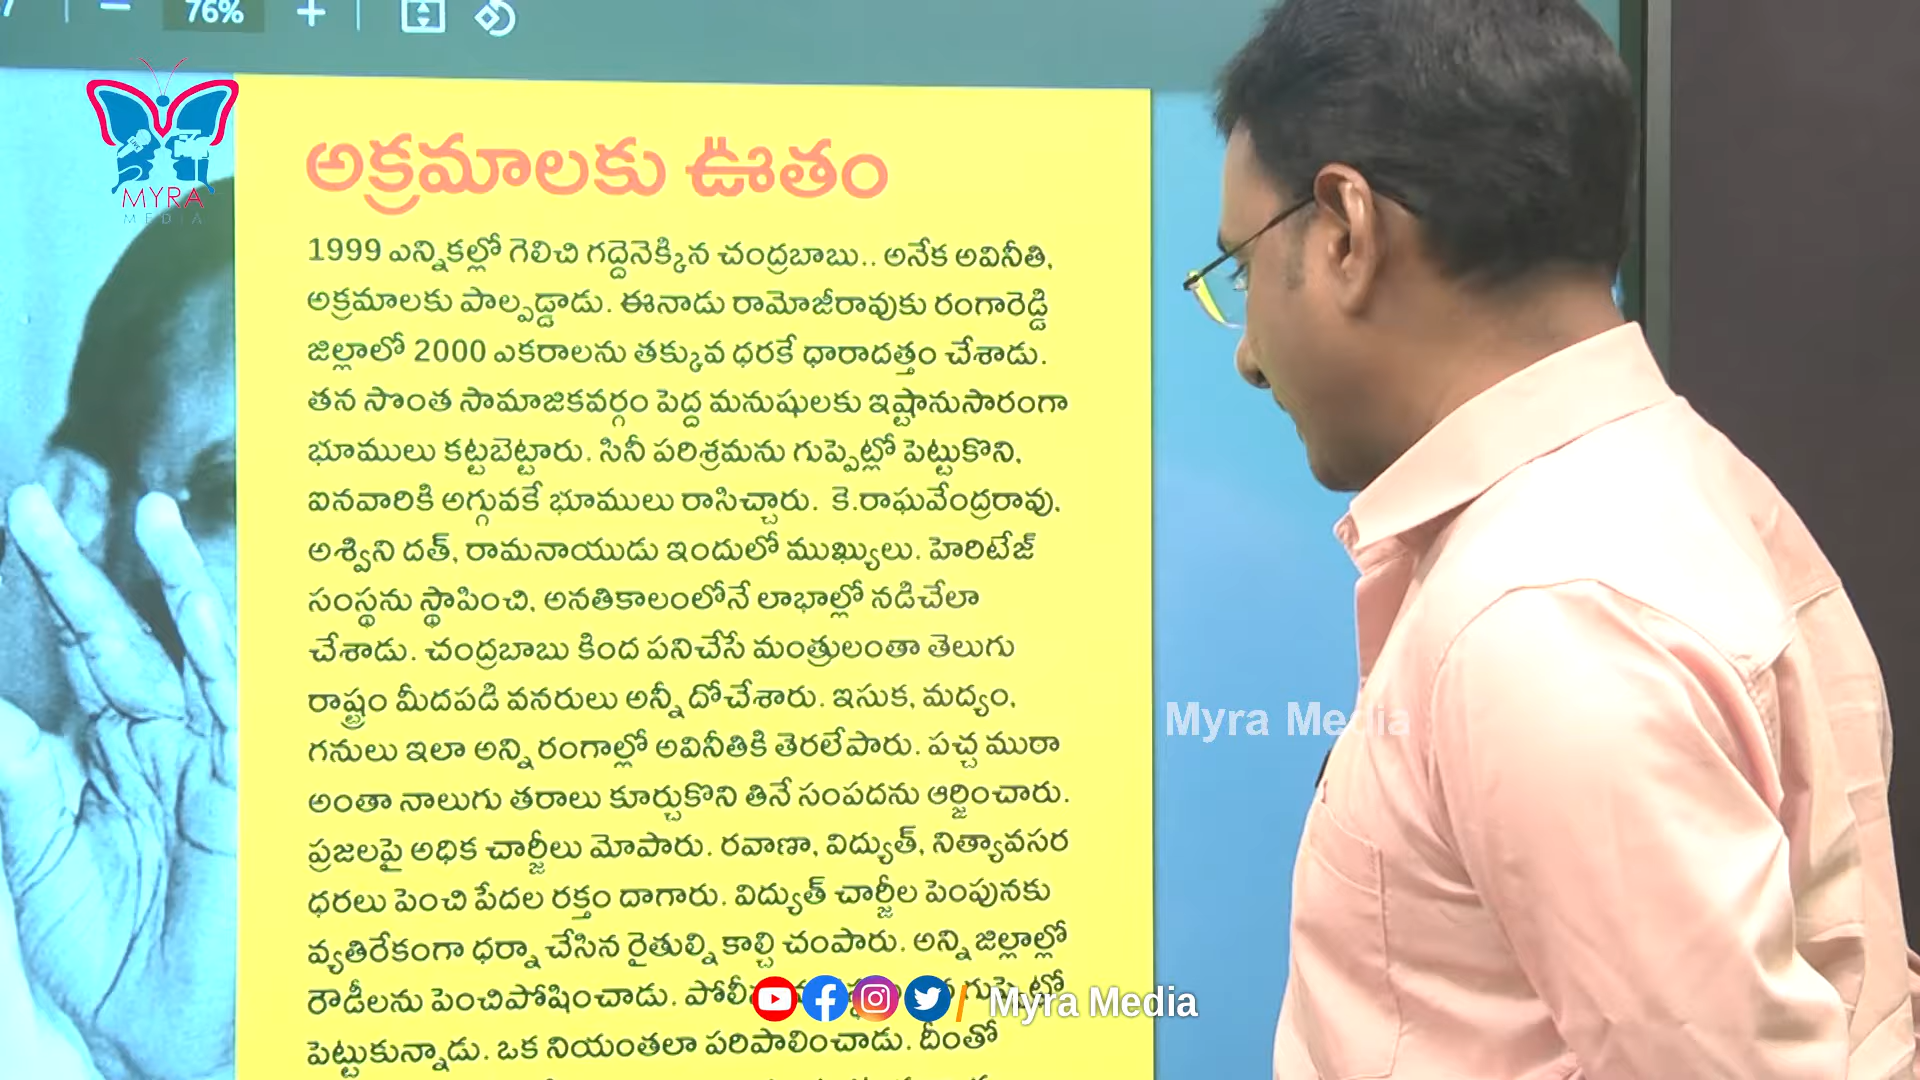 76%
MYRA
MEDIA
అక్రమాలకు ఊతం
1999 ఎన్నికల్లో గెలిచి గద్దెనెక్కిన చంద్రబాబు.. అనేక అవినీతి,
అక్రమాలకు పాల్పడ్డాడు. ఈనాడు రామోజీరావుకు రంగారెడ్డి
జిల్లాలో 2000 ఎకరాలను తక్కువ ధరకే ధారాదత్తం చేశాడు.
తన సొంత సామాజికవర్గం పెద్ద మనుషులకు ఇష్టానుసారంగా
భూములు కట్టబెట్టారు. సినీ పరిశ్రమను గుప్పెట్లో పెట్టుకొని,
ఐనవారికి అగ్గువకే భూములు రాసిచ్చారు. కె.రాఘవేంద్రరావు,
అశ్విని దత్, రామనాయుడు ఇందులో ముఖ్యులు. హెరిటేజ్
సంస్థను స్థాపించి, అనతికాలంలోనే లాభాల్లో నడిచేలా
చేశాడు. చంద్రబాబు కింద పనిచేసే మంత్రులంతా తెలుగు
రాష్ట్రం మీదపడి వనరులు అన్నీ దోచేశారు. ఇసుక, మద్యం,
గనులు ఇలా అన్ని రంగాల్లో అవినీతికి తెరలేపారు. పచ్చ ముఠా
అంతా నాలుగు తరాలు కూర్చుకొని తినే సంపదను ఆర్జించారు.
ప్రజలపై అధిక చార్జీలు మోపారు. రవాణా, విద్యుత్, నిత్యావసర
ధరలు పెంచి పేదల రక్తం దాగారు. విద్యుత్ చార్జీల పెంపునకు
వ్యతిరేకంగా ధర్నా చేసిన రైతుల్ని కాల్చి చంపారు. అన్ని జిల్లాల్లో
రౌడీలను పెంచిపోషించాడు. గుప్పెట్లో
పెట్టుకున్నాడు. ఒక నియంతలా పరిపాలించాడు. దీంతో
Myra Media
/ Myra Media